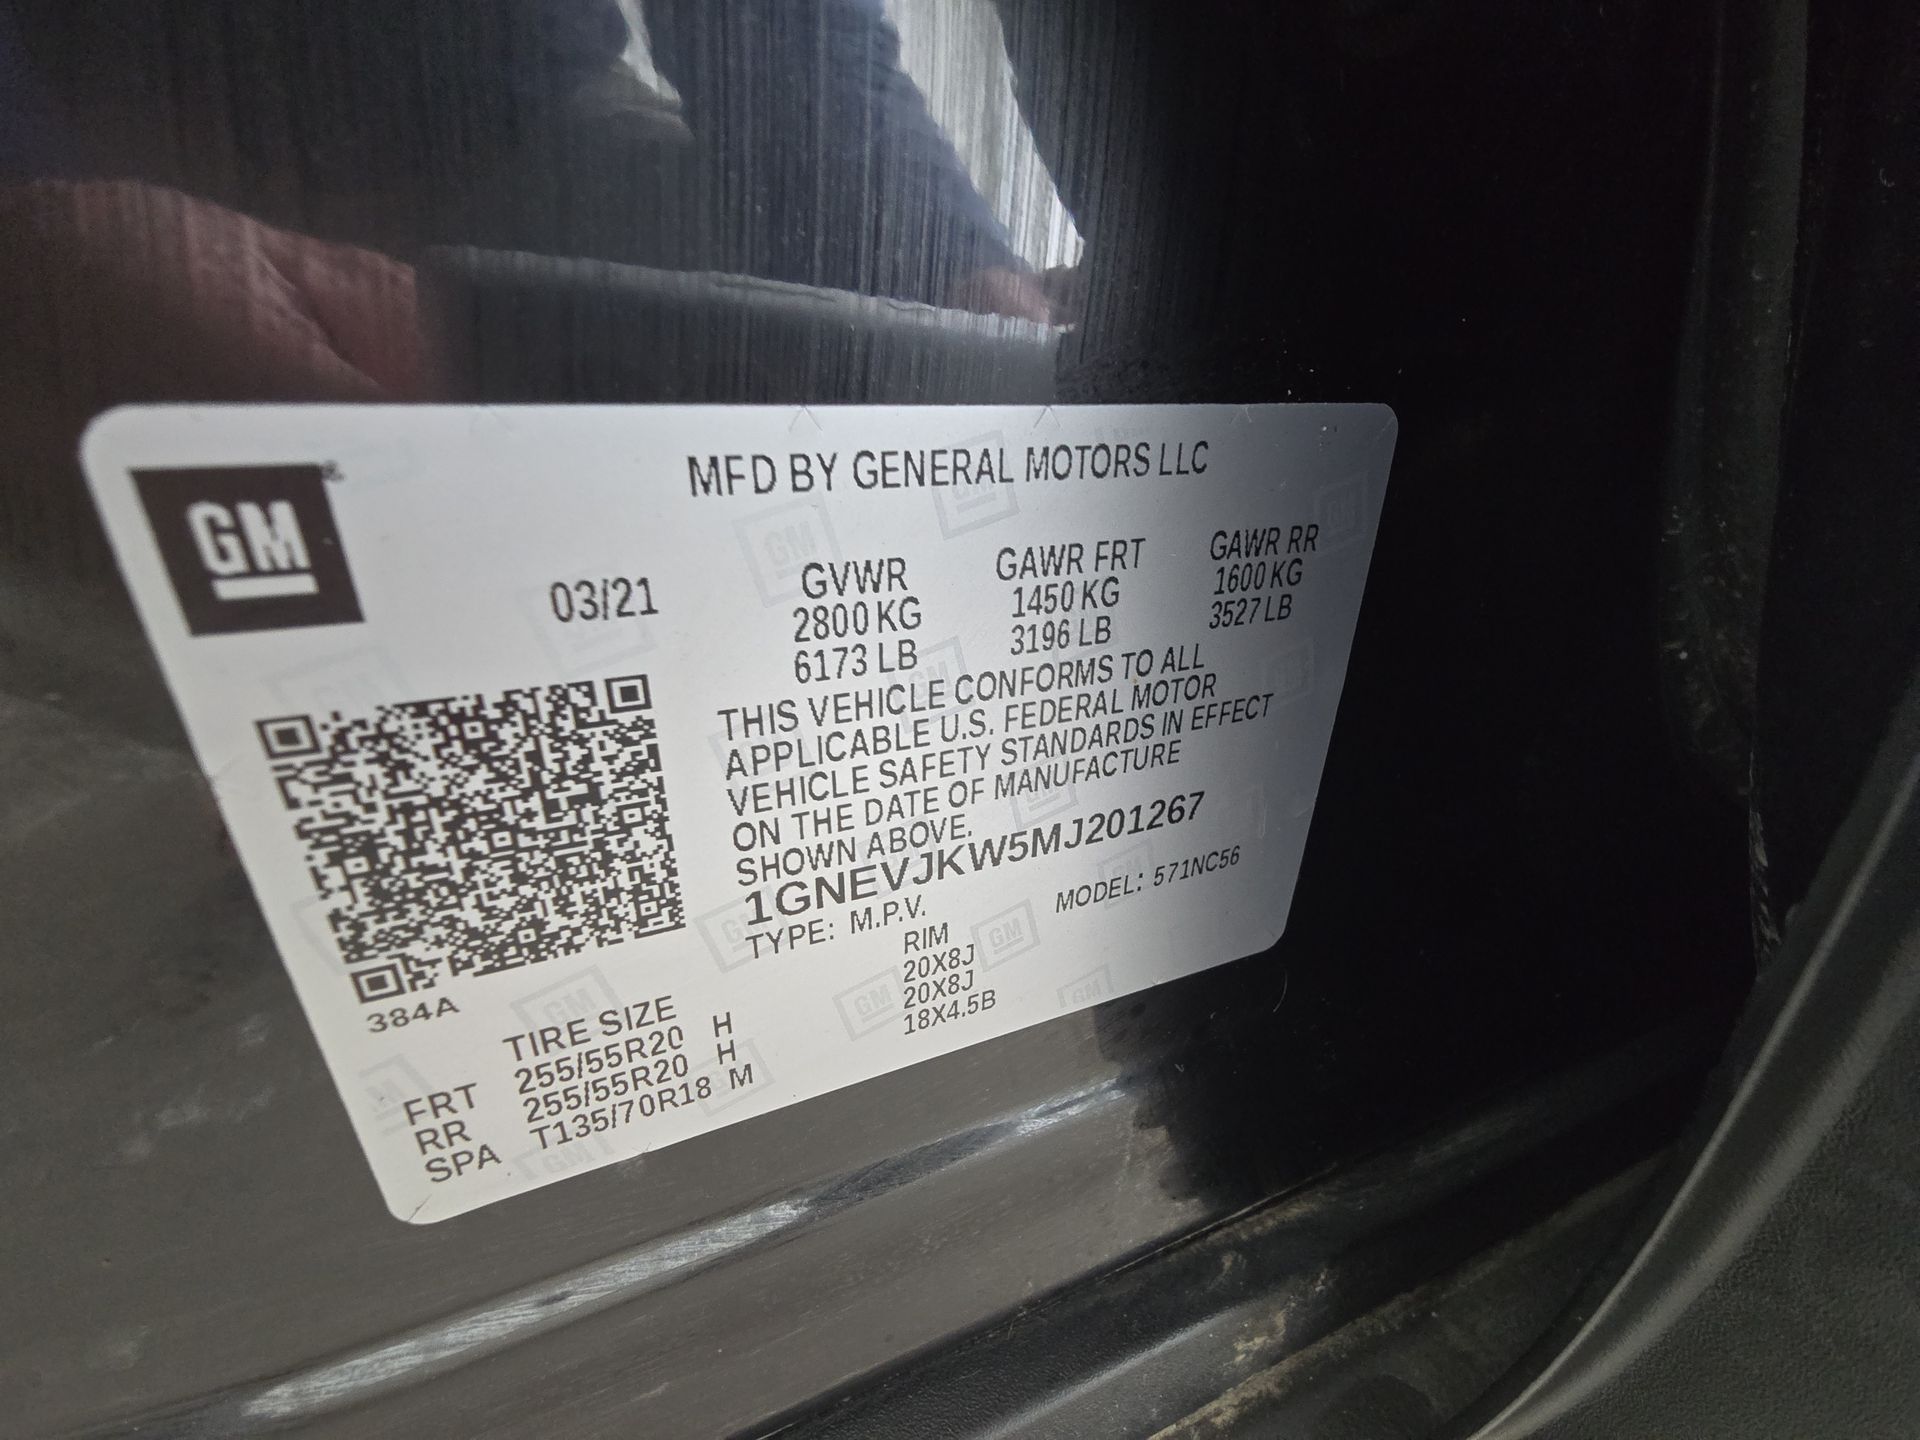 GM
MFD BY GENERAL MOTORS LLC
03/21
GVWR
2800 KG
6173 LB
GAWR FRT
1450 KG
3196 LB
GAWR RR
1600 KG
3527 LB
THIS VEHICLE CONFORMS TO ALL
APPLICABLE U.S. FEDERAL MOTOR
VEHICLE SAFETY STANDARDS IN EFFECT
ON THE DATE OF MANUFACTURE
SHOWN ABOVE.
1GNEVJKW5MJ201267
TYPE: M.P.V.
MODEL: 571NC56
384A
TIRE SIZE
RIM
FRT 255/55R20 H 20X8J
RR 255/55R20 H 20X8J
SPA T135/70R18 M 18X4.5B